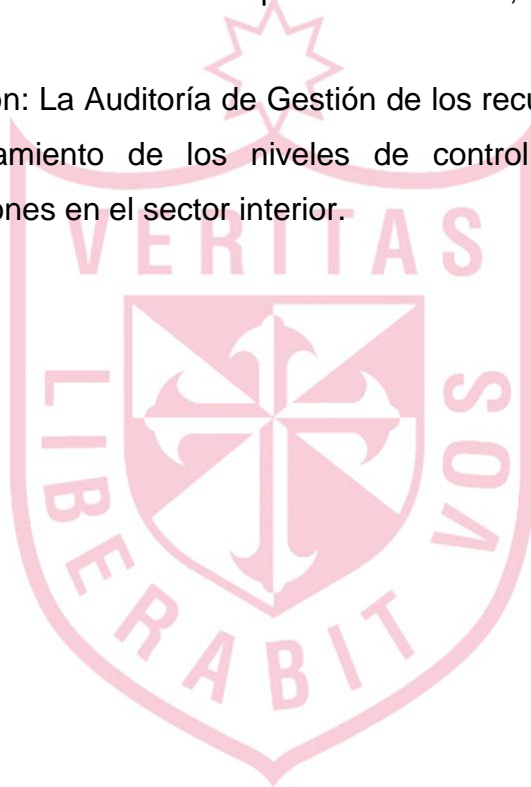 on: La Auditoría de Gestión de los recu
amiento de los niveles de control
ones en el sector interior.
VERITAS
LIBERABIT VOS